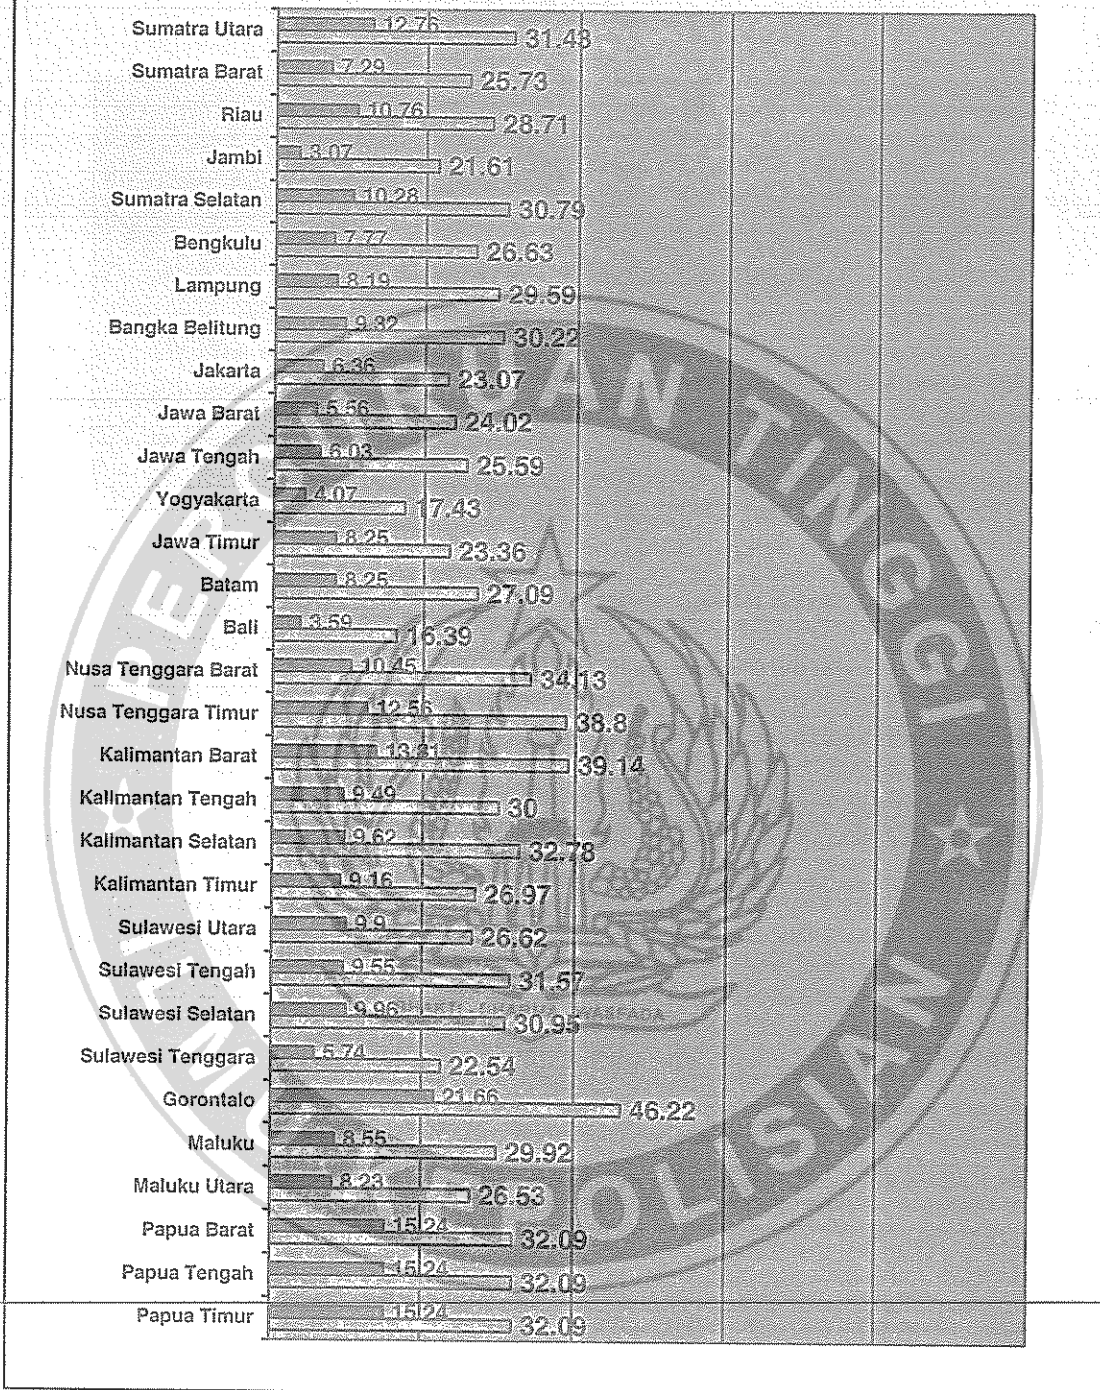 Sumatra Utara 12.76 31.48
Sumatra Barat 7.29 25.73
Riau 10.76 28.71
Jambi 3.07 21.61
Sumatra Selatan 10.28 30.79
Bengkulu 7.77 26.63
Lampung 8.19 29.59
Bangka Belitung 9.32 30.22
Jakarta 6.36 23.07
Jawa Barat 5.56 24.02
Jawa Tengah 6.03 25.59
Yogyakarta 4.07 17.43
Jawa Timur 8.25 23.36
Batam 8.25 27.09
Bali 3.59 16.39
Nusa Tenggara Barat 10.45 34.13
Nusa Tenggara Timur 12.56 38.8
Kalimantan Barat 39.14
Kalimantan Tengah 9.49 30
Kalimantan Selatan 9.62 32.78
Kalimantan Timur 9.16 26.97
Sulawesi Utara 9.9 26.62
Sulawesi Tengah 9.55 31.57
Sulawesi Selatan 9.96 30.95
Sulawesi Tenggara 5.74 22.54
Gorontalo 21.66 46.22
Maluku 8.55 29.92
Maluku Utara 8.23 26.53
Papua Barat 15.24 32.09
Papua Tengah 15.24 32.09
Papua Timur 15.24 32.09
PERGURUAN TINGGI
KEPOLISIAN